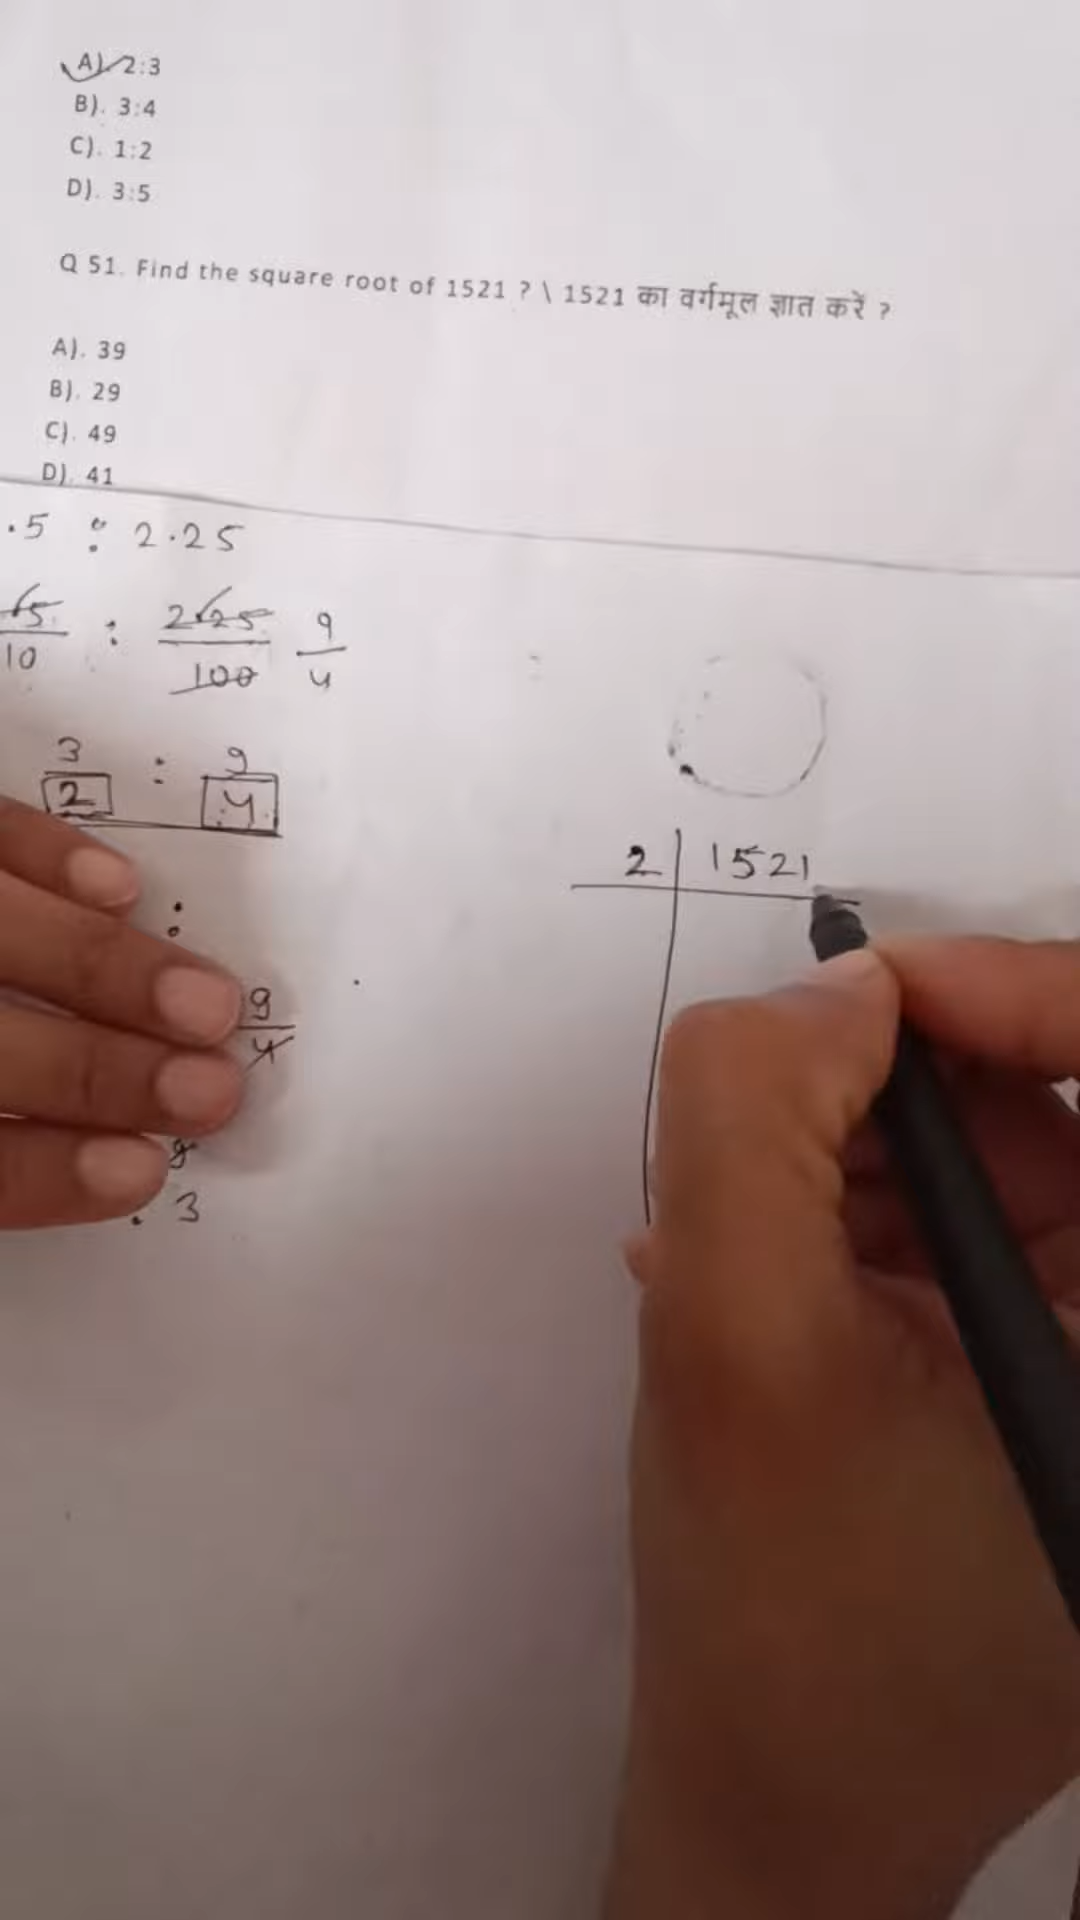 A). 2:3
B). 3:4
C). 1:2
D). 3:5
Q 51. Find the square root of 1521 ? \ 1521 का वर्गमूल ज्ञात करें ?
A). 39
B). 29
C). 49
D). 41
.5 : 2.25
15/10 : 225/100 9/4
3/2 : 9/4
:
9/4
9
. 3
2 | 1521